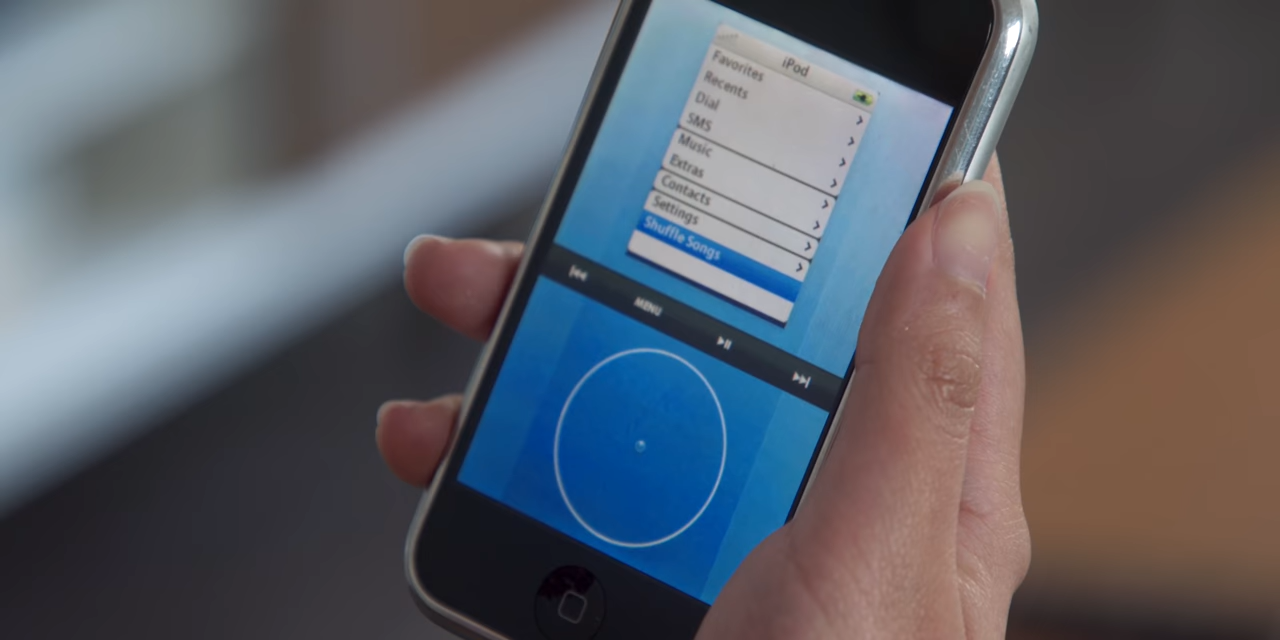 iPod
Favorites
Recents
Dial
SMS
Music
Extras
Contacts
Settings
Shuffle Songs
MENU